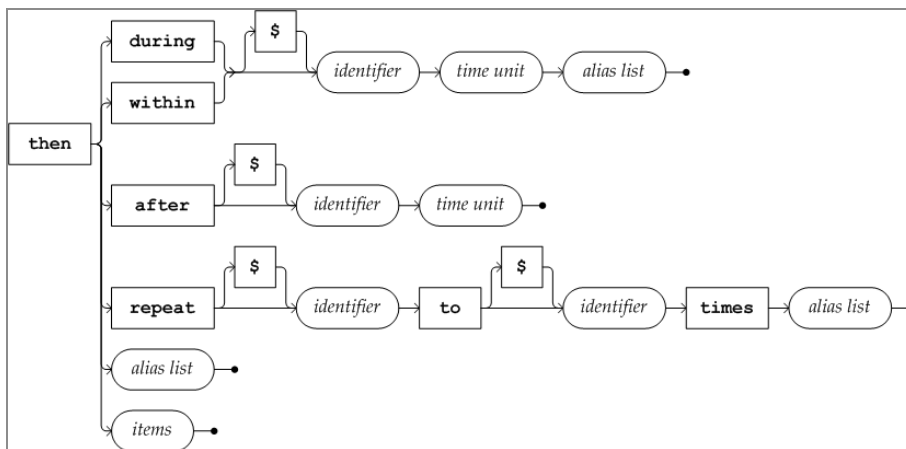 during $
identifier time unit alias list
within
then
$
after identifier time unit
$ $
repeat identifier to identifier times alias list
alias list
items